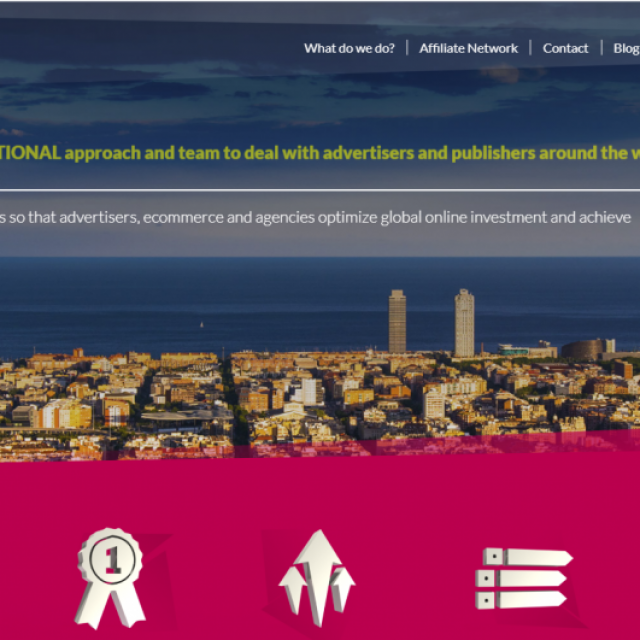 What do we do? | Affiliate Network | Contact | Blog
TIONAL approach and team to deal with advertisers and publishers around the w
s so that advertisers, ecommerce and agencies optimize global online investment and achieve
1